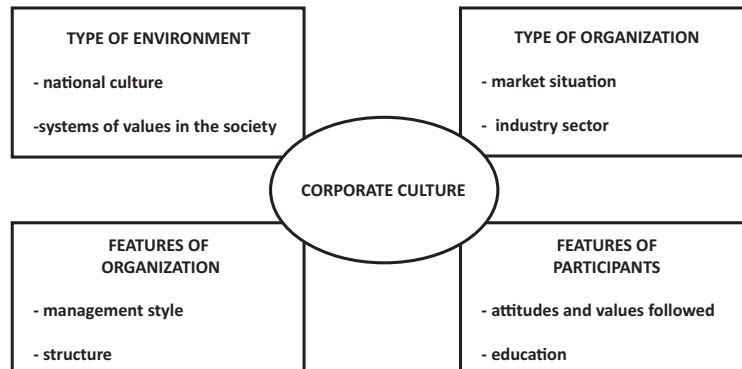 TYPE OF ENVIRONMENT
- national culture
-systems of values in the society
TYPE OF ORGANIZATION
- market situation
- industry sector
CORPORATE CULTURE
FEATURES OF
ORGANIZATION
- management style
- structure
FEATURES OF
PARTICIPANTS
- attitudes and values followed
- education